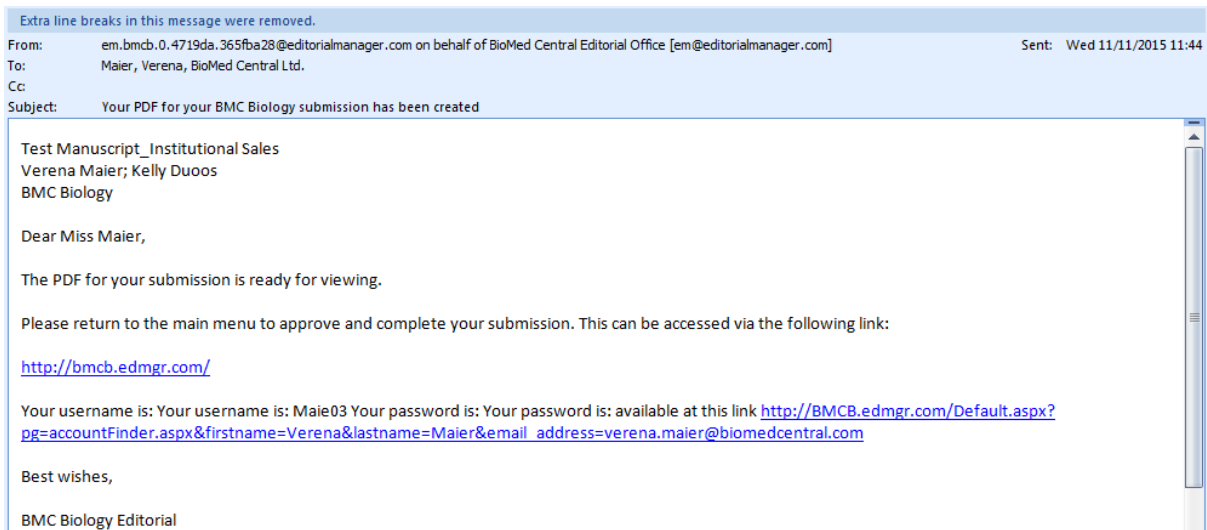 Extra line breaks in this message were removed.
From: em.bmcb.0.4719da.365fba28@editorialmanager.com on behalf of BioMed Central Editorial Office [em@editorialmanager.com] Sent: Wed 11/11/2015 11:44
To: Maier, Verena, BioMed Central Ltd.
Cc:
Subject: Your PDF for your BMC Biology submission has been created
Test Manuscript_Institutional Sales
Verena Maier; Kelly Duoos
BMC Biology
Dear Miss Maier,
The PDF for your submission is ready for viewing.
Please return to the main menu to approve and complete your submission. This can be accessed via the following link:
http://bmcb.edmgr.com/
Your username is: Your username is: Maie03 Your password is: Your password is: available at this link http://BMCB.edmgr.com/Default.aspx?
pg=accountFinder.aspx&firstname=Verena&lastname=Maier&email_address=verena.maier@biomedcentral.com
Best wishes,
BMC Biology Editorial